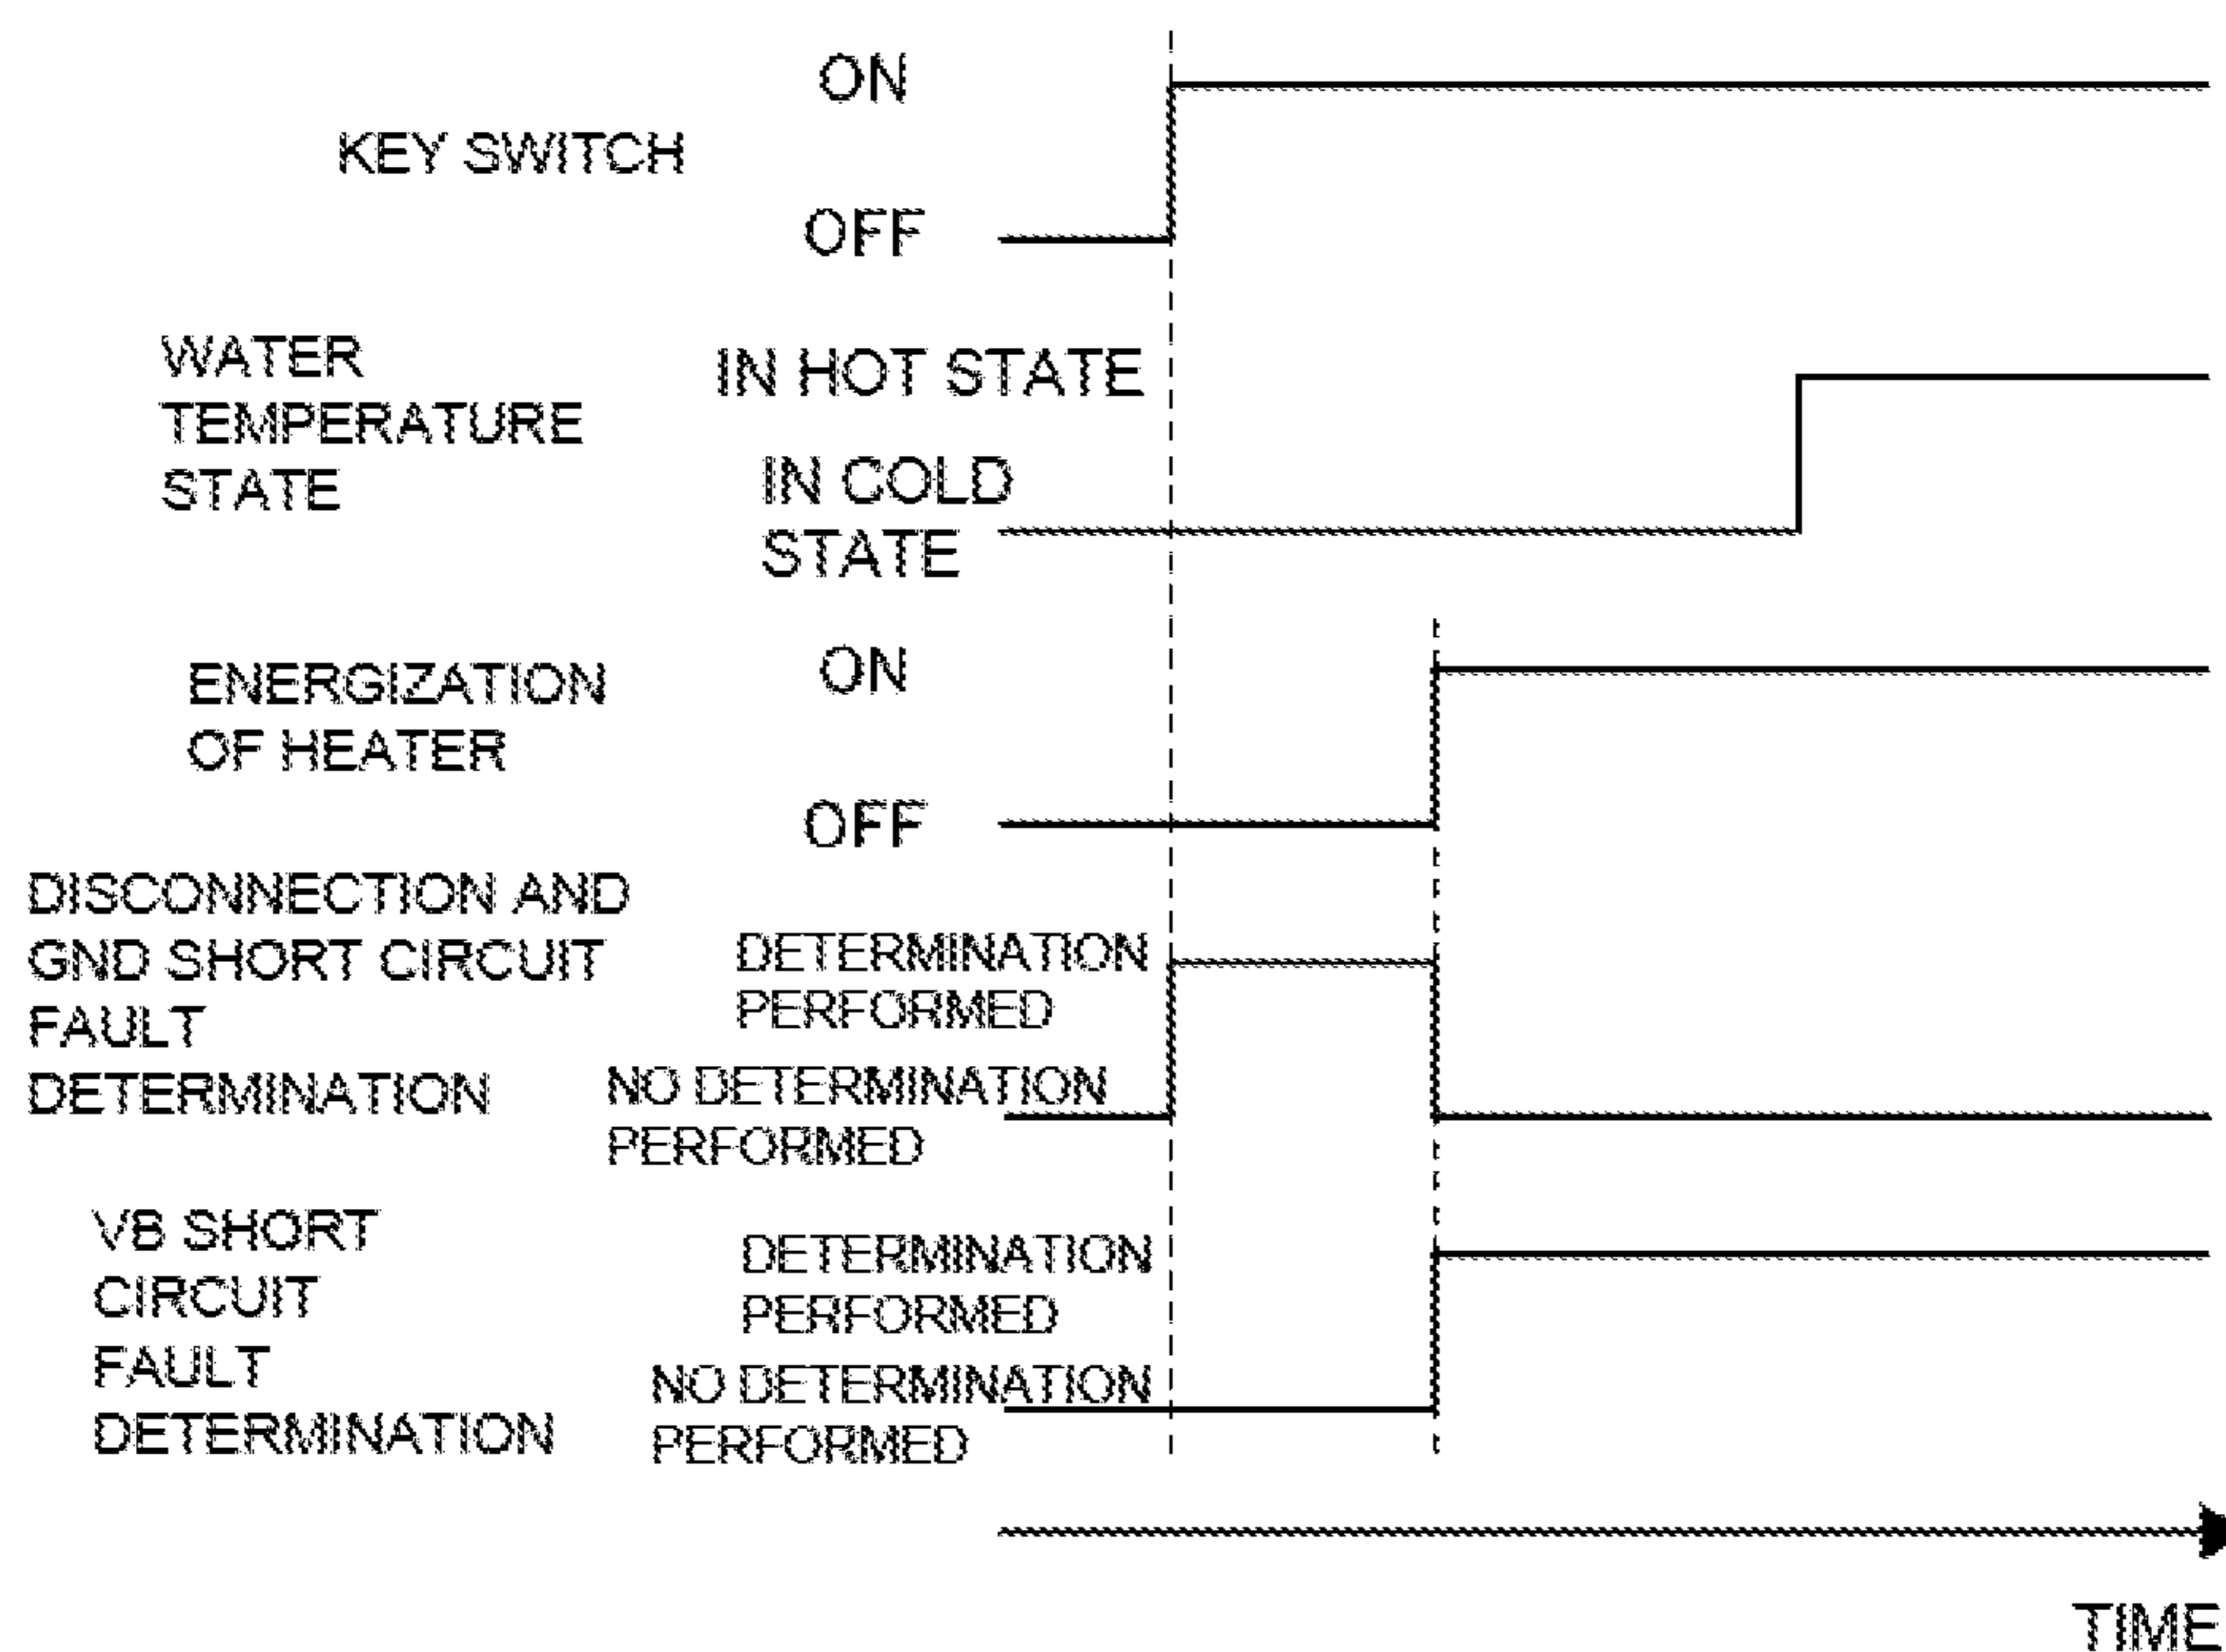 ON
KEY SWITCH
OFF
WATER
TEMPERATURE
STATE
IN HOT STATE
IN COLD
STATE
ENERGIZATION
OF HEATER
ON
OFF
DISCONNECTION AND
GND SHORT CIRCUIT
FAULT
DETERMINATION
DETERMINATION
PERFORMED
NO DETERMINATION
PERFORMED
VB SHORT
CIRCUIT
FAULT
DETERMINATION
DETERMINATION
PERFORMED
NO DETERMINATION
PERFORMED
TIME